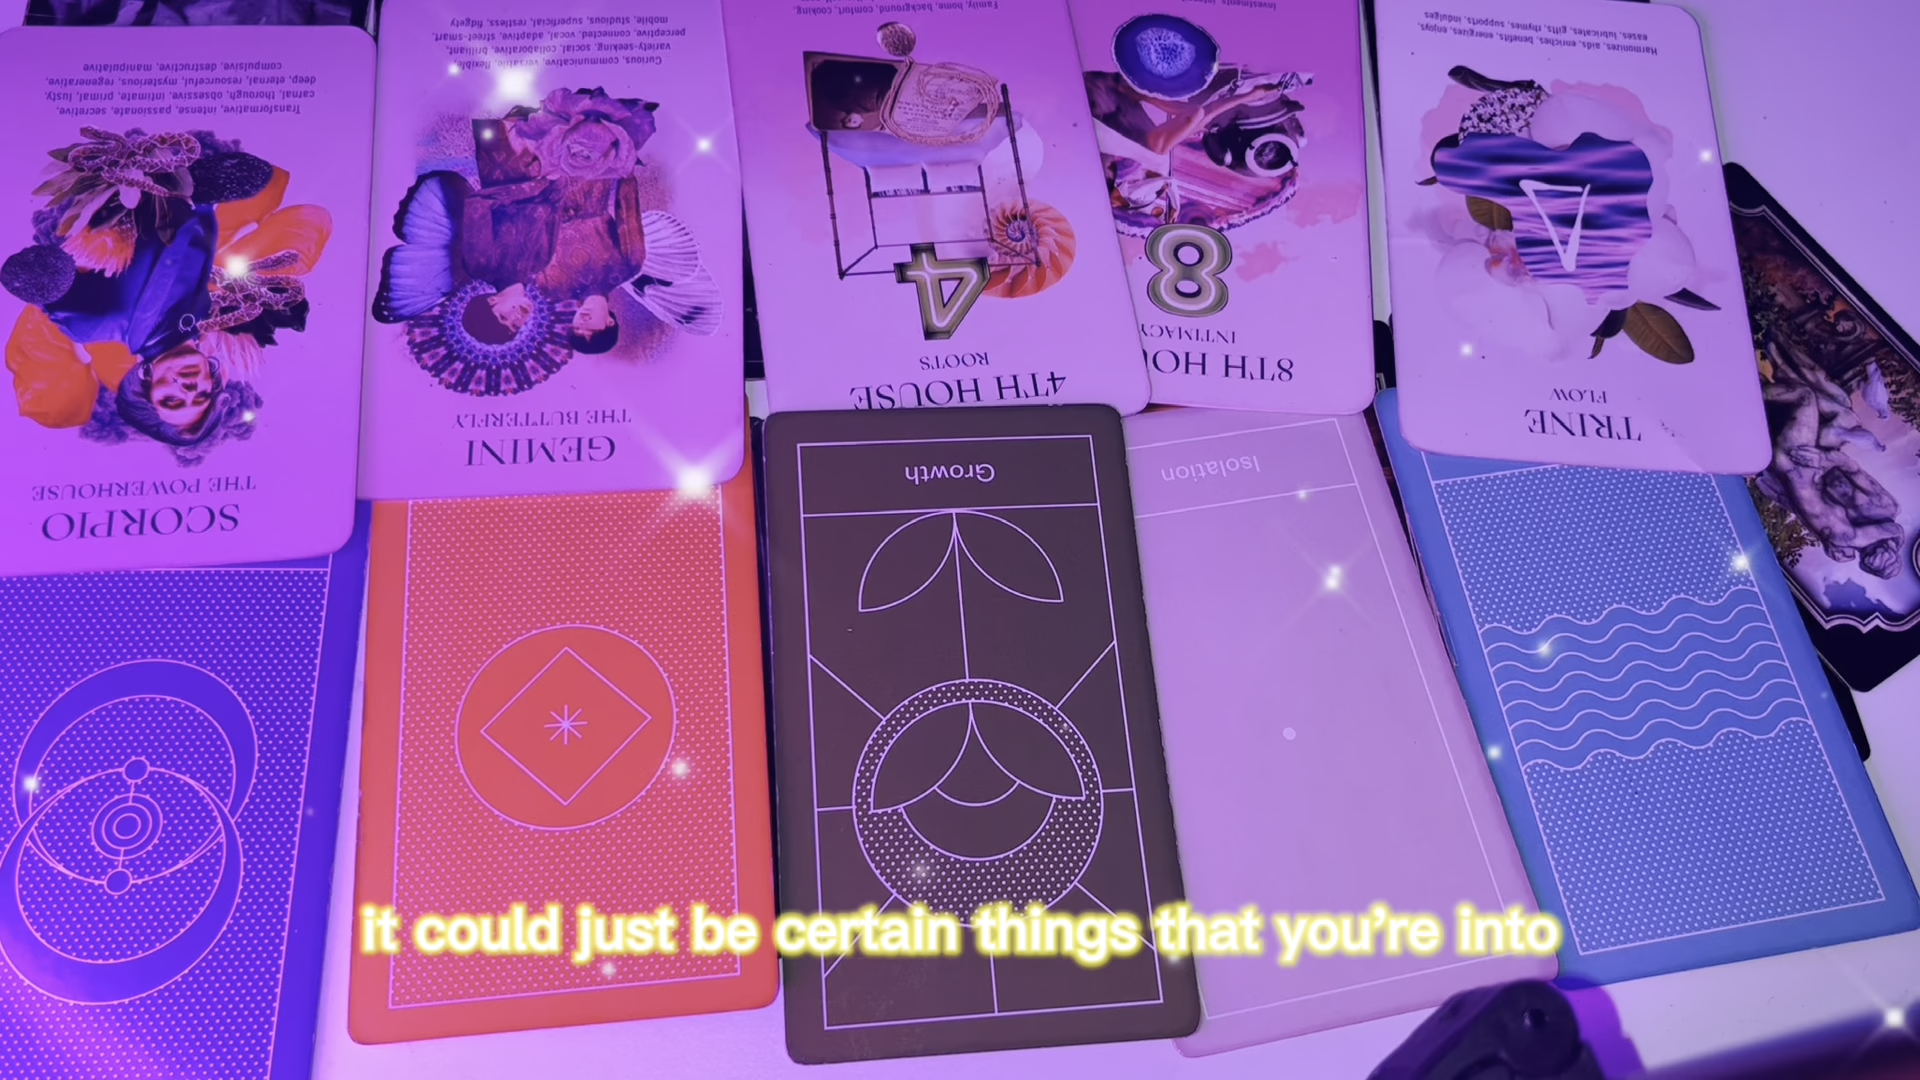 SCORPIO
THE POWERHOUSE
Transformative, intense, passionate, secretive,
carnal, thorough, obsessive, intimate, primal, lusty,
deep, eternal, resourceful, mysterious, regenerative,
compulsive, destructive, manipulative
GEMINI
THE BUTTERFLY
Curious, communicative, versatile, flexible,
variety-seeking, social, collaborative, brilliant,
perceptive, connected, vocal, adaptive, street-smart,
mobile, studious, superficial, restless, fidgety
4TH HOUSE
ROOTS
4
Family, home, background, comfort, cooking,
8TH HOU
INTIMACY
8
TRINE
FLOW
Harmonizes, aids, enriches, benefits, energizes, enjoys,
eases, lubricates, gifts, rhymes, supports, indulges
Growth
Isolation
it could just be certain things that you're into